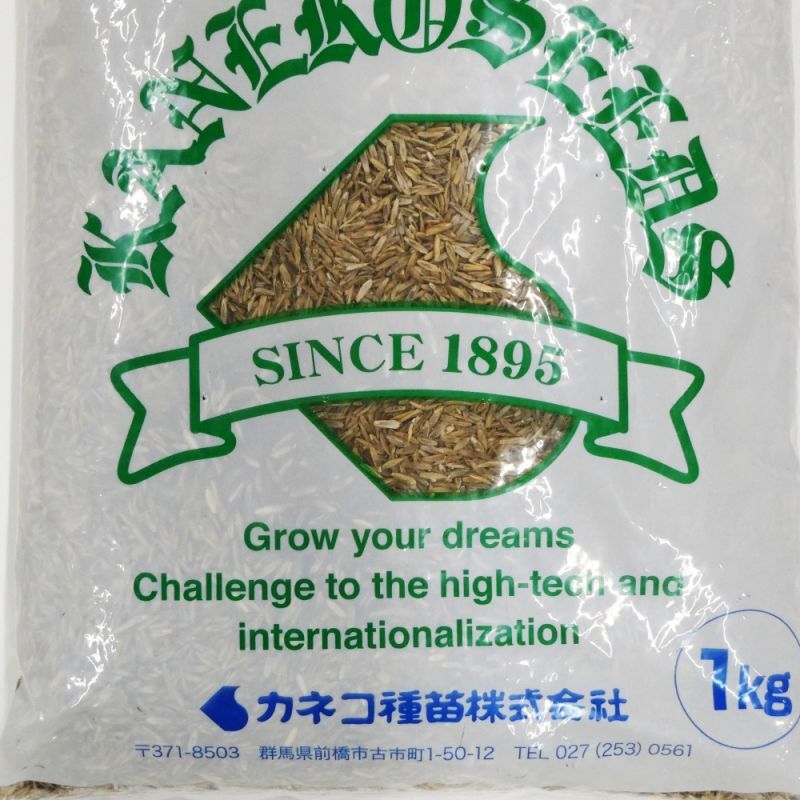 KANEKO SEEDS
SINCE 1895
Grow your dreams
Challenge to the high-tech and
internationalization
1kg
カネコ種苗株式会社
〒371-8503 群馬県前橋市古市町1-50-12 TEL 027 (253) 0561